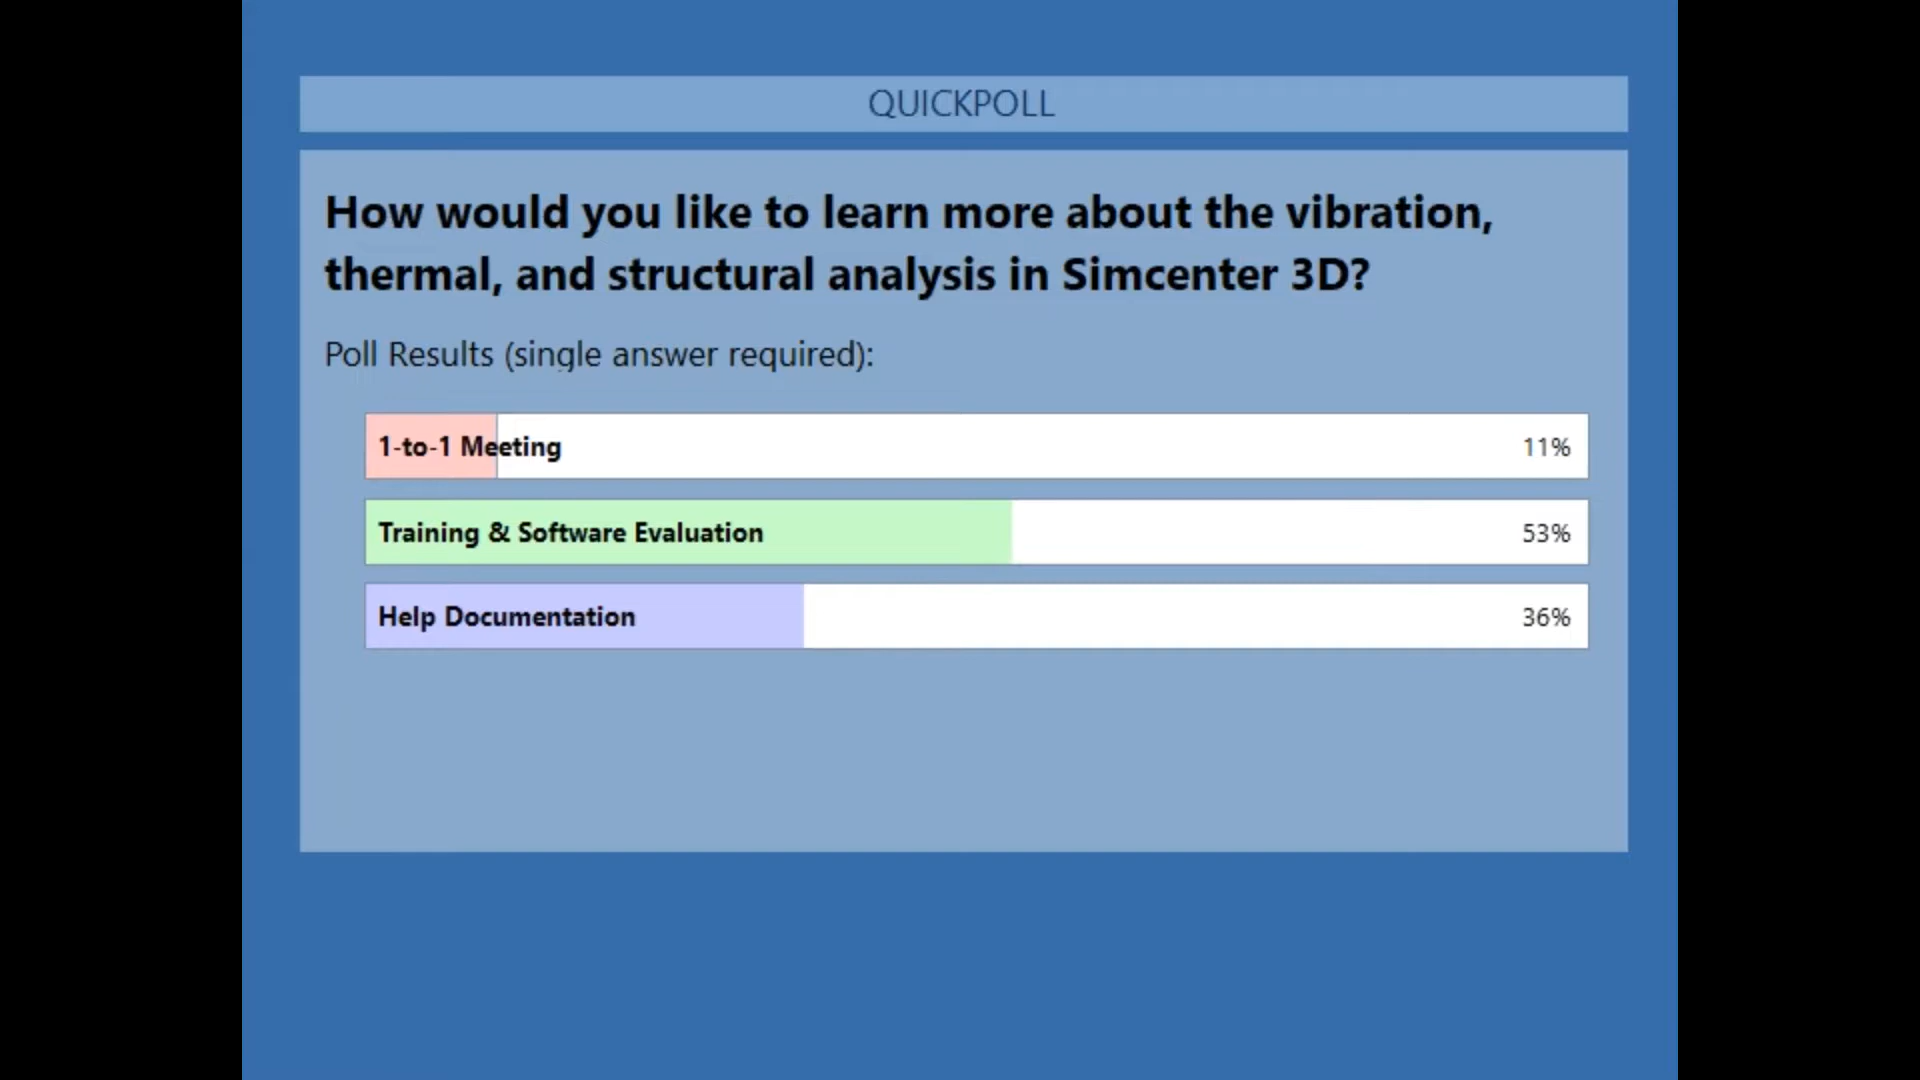 QUICKPOLL
How would you like to learn more about the vibration,
thermal, and structural analysis in Simcenter 3D?
Poll Results (single answer required):
1-to-1 Meeting 11%
Training & Software Evaluation 53%
Help Documentation 36%